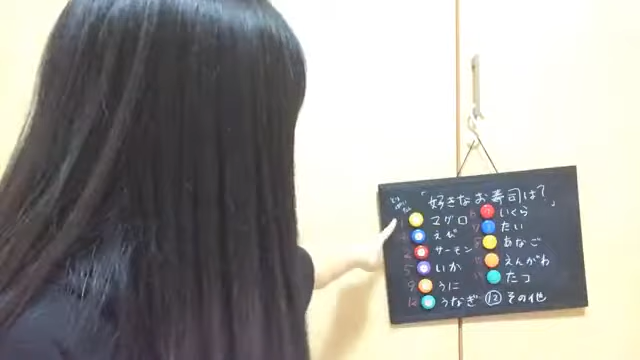 「好きなお寿司は?」
マグロ いくら
えび たい
サーモン あなご
いか えんがわ
うに たこ
うなぎ ⑫ その他